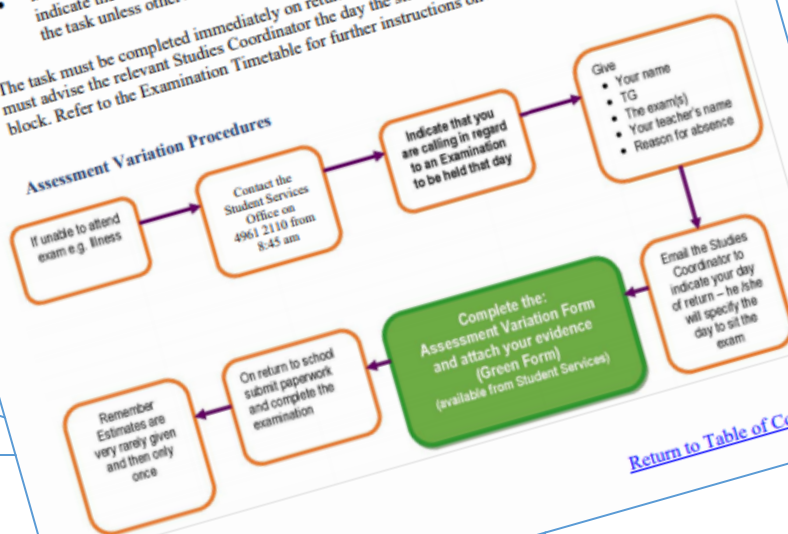 indicate
the task unless
The task must be completed immediately on
must advise the relevant Studies Coordinator the day the
block. Refer to the Examination Timetable for further instructions on
Assessment Variation Procedures
If unable to attend
exam e.g. Illness
Contact the
Student Services
Office on
4961 2110 from
8:45 am
Indicate that you
are calling in regard
to an Examination
to be held that day
Give
• Your name
• TG
• The exam(s)
• Your teacher's name
• Reason for absence
Email the Studies
Coordinator to
indicate your day
of return – he /she
will specify the
day to sit the
exam
Complete the:
Assessment Variation Form
and attach your evidence
(Green Form)
(available from Student Services)
On return to school
submit paperwork
and complete the
examination
Remember
Estimates are
very rarely given
and then only
once
Return to Table of